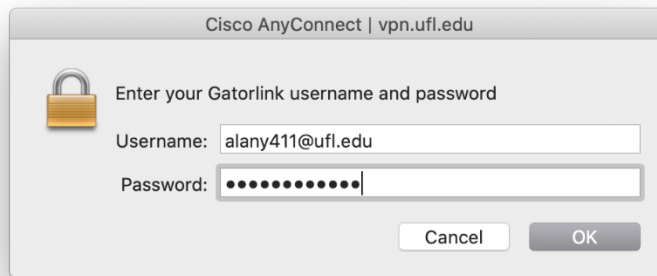 Cisco AnyConnect | vpn.ufl.edu
Enter your Gatorlink username and password
Username: alany411@ufl.edu
Password: ••••••••••••
Cancel OK